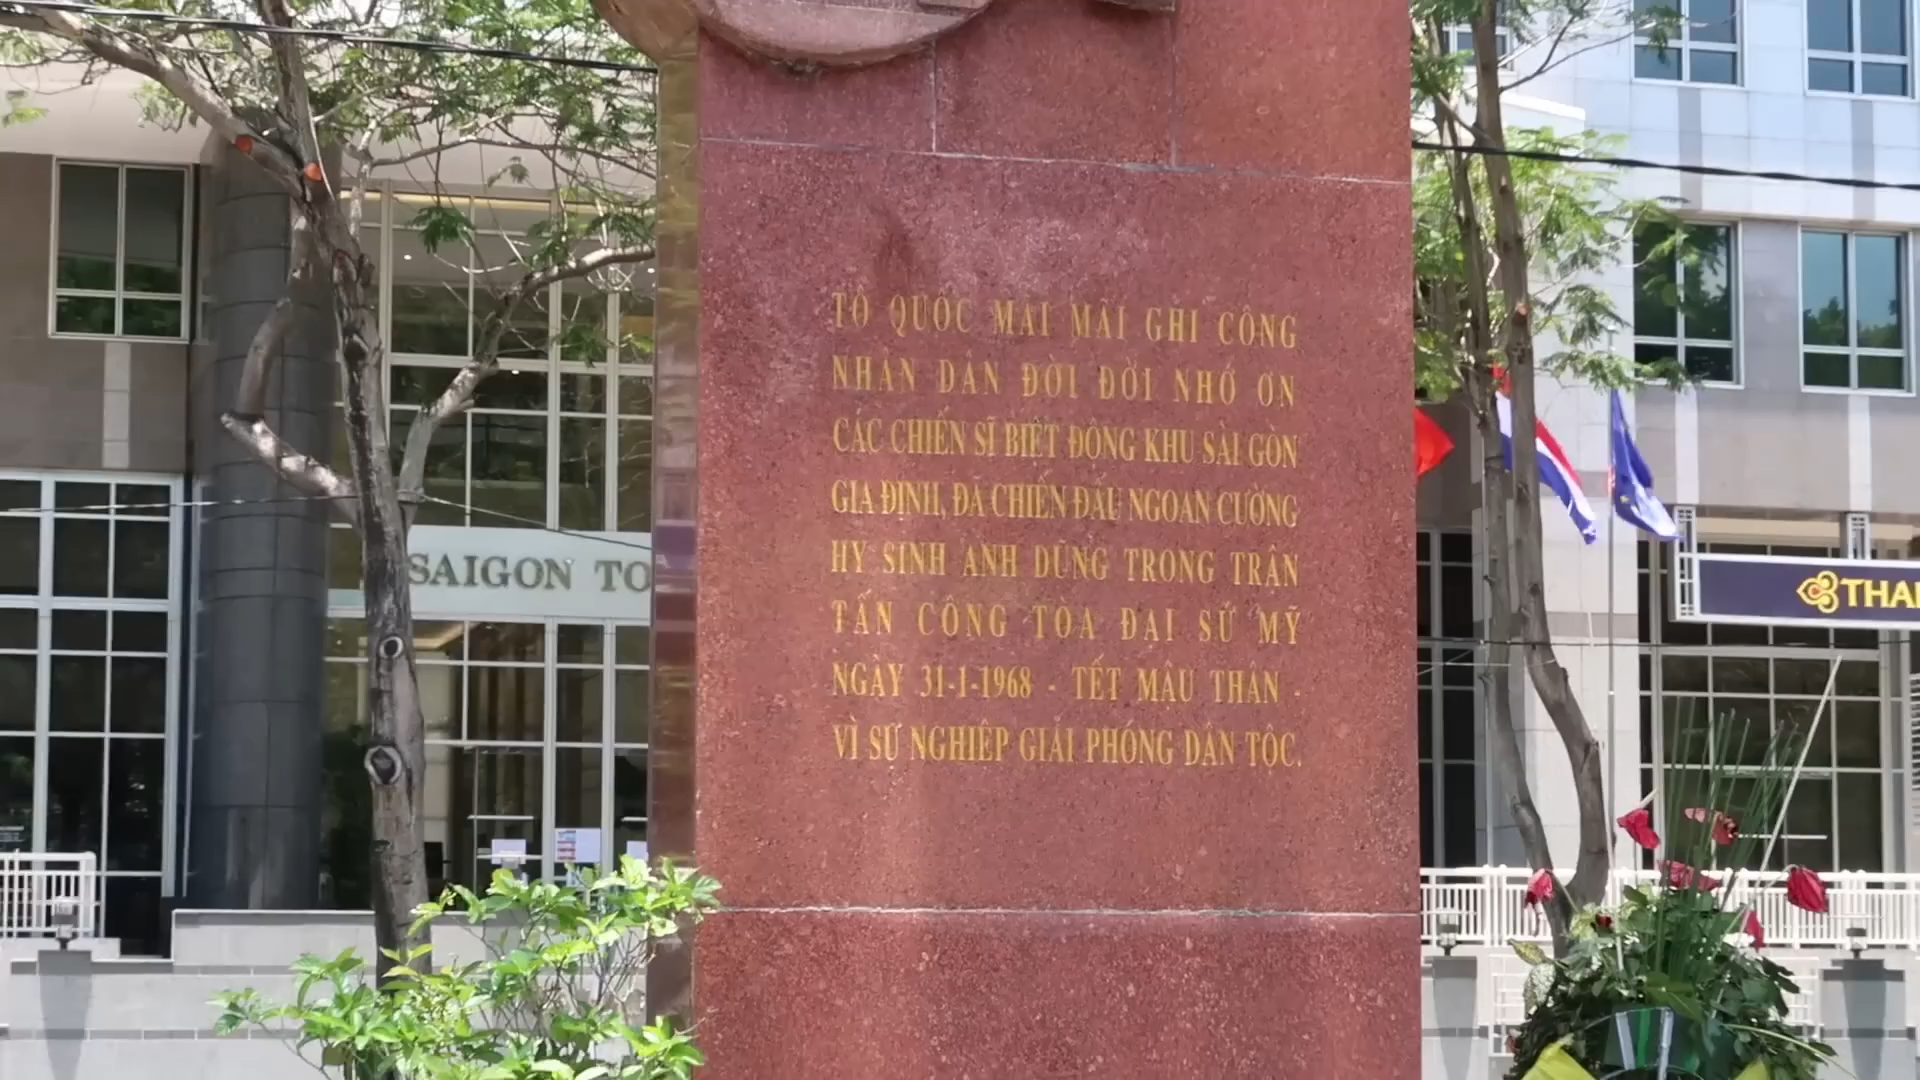 TỔ QUỐC MÃI MÃI GHI CÔNG
NHÂN DÂN ĐỜI ĐỜI NHỚ ƠN
CÁC CHIẾN SĨ BIỆT ĐỘNG KHU SÀI GÒN
GIA ĐỊNH, ĐÃ CHIẾN ĐẤU NGOAN CƯỜNG
HY SINH ANH DŨNG TRONG TRẬN
TẤN CÔNG TÒA ĐẠI SỨ MỸ
NGÀY 31-1-1968 - TẾT MẬU THÂN -
VÌ SỰ NGHIỆP GIẢI PHÓNG DÂN TỘC.
SAIGON TO
THAI